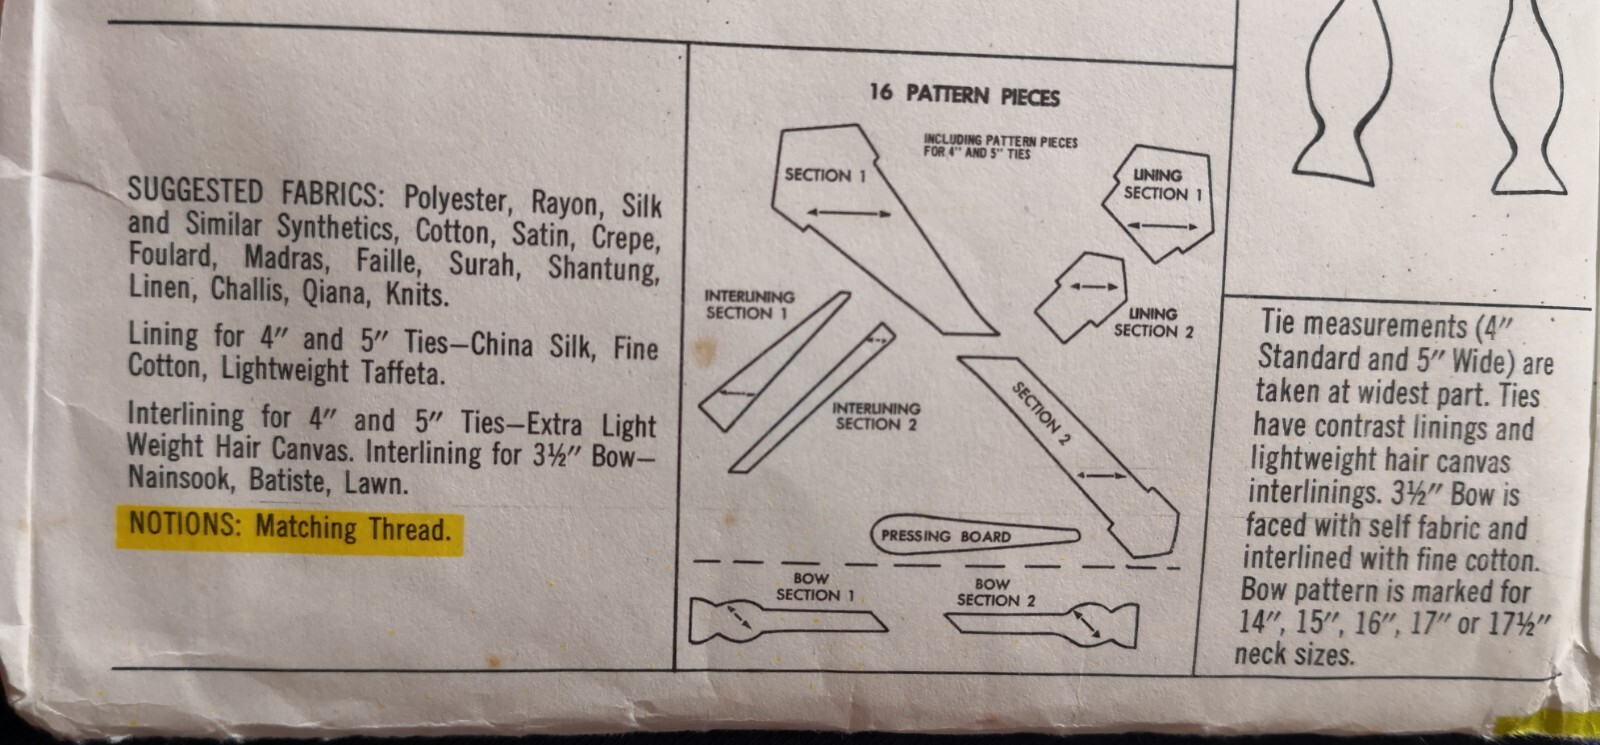 SUGGESTED FABRICS: Polyester, Rayon, Silk
and Similar Synthetics, Cotton, Satin, Crepe,
Foulard, Madras, Faille, Surah, Shantung,
Linen, Challis, Qiana, Knits.
Lining for 4″ and 5″ Ties—China Silk, Fine
Cotton, Lightweight Taffeta.
Interlining for 4″ and 5″ Ties—Extra Light
Weight Hair Canvas. Interlining for 3½″ Bow—
Nainsook, Batiste, Lawn.
NOTIONS: Matching Thread.
16 PATTERN PIECES
INCLUDING PATTERN PIECES
FOR 4″ AND 5″ TIES
SECTION 1
LINING
SECTION 1
LINING
SECTION 2
INTERLINING
SECTION 1
INTERLINING
SECTION 2
SECTION 2
PRESSING BOARD
BOW
SECTION 1
BOW
SECTION 2
Tie measurements (4″
Standard and 5″ Wide) are
taken at widest part. Ties
have contrast linings and
lightweight hair canvas
interlinings. 3½″ Bow is
faced with self fabric and
interlined with fine cotton.
Bow pattern is marked for
14″, 15″, 16″, 17″ or 17½″
neck sizes.